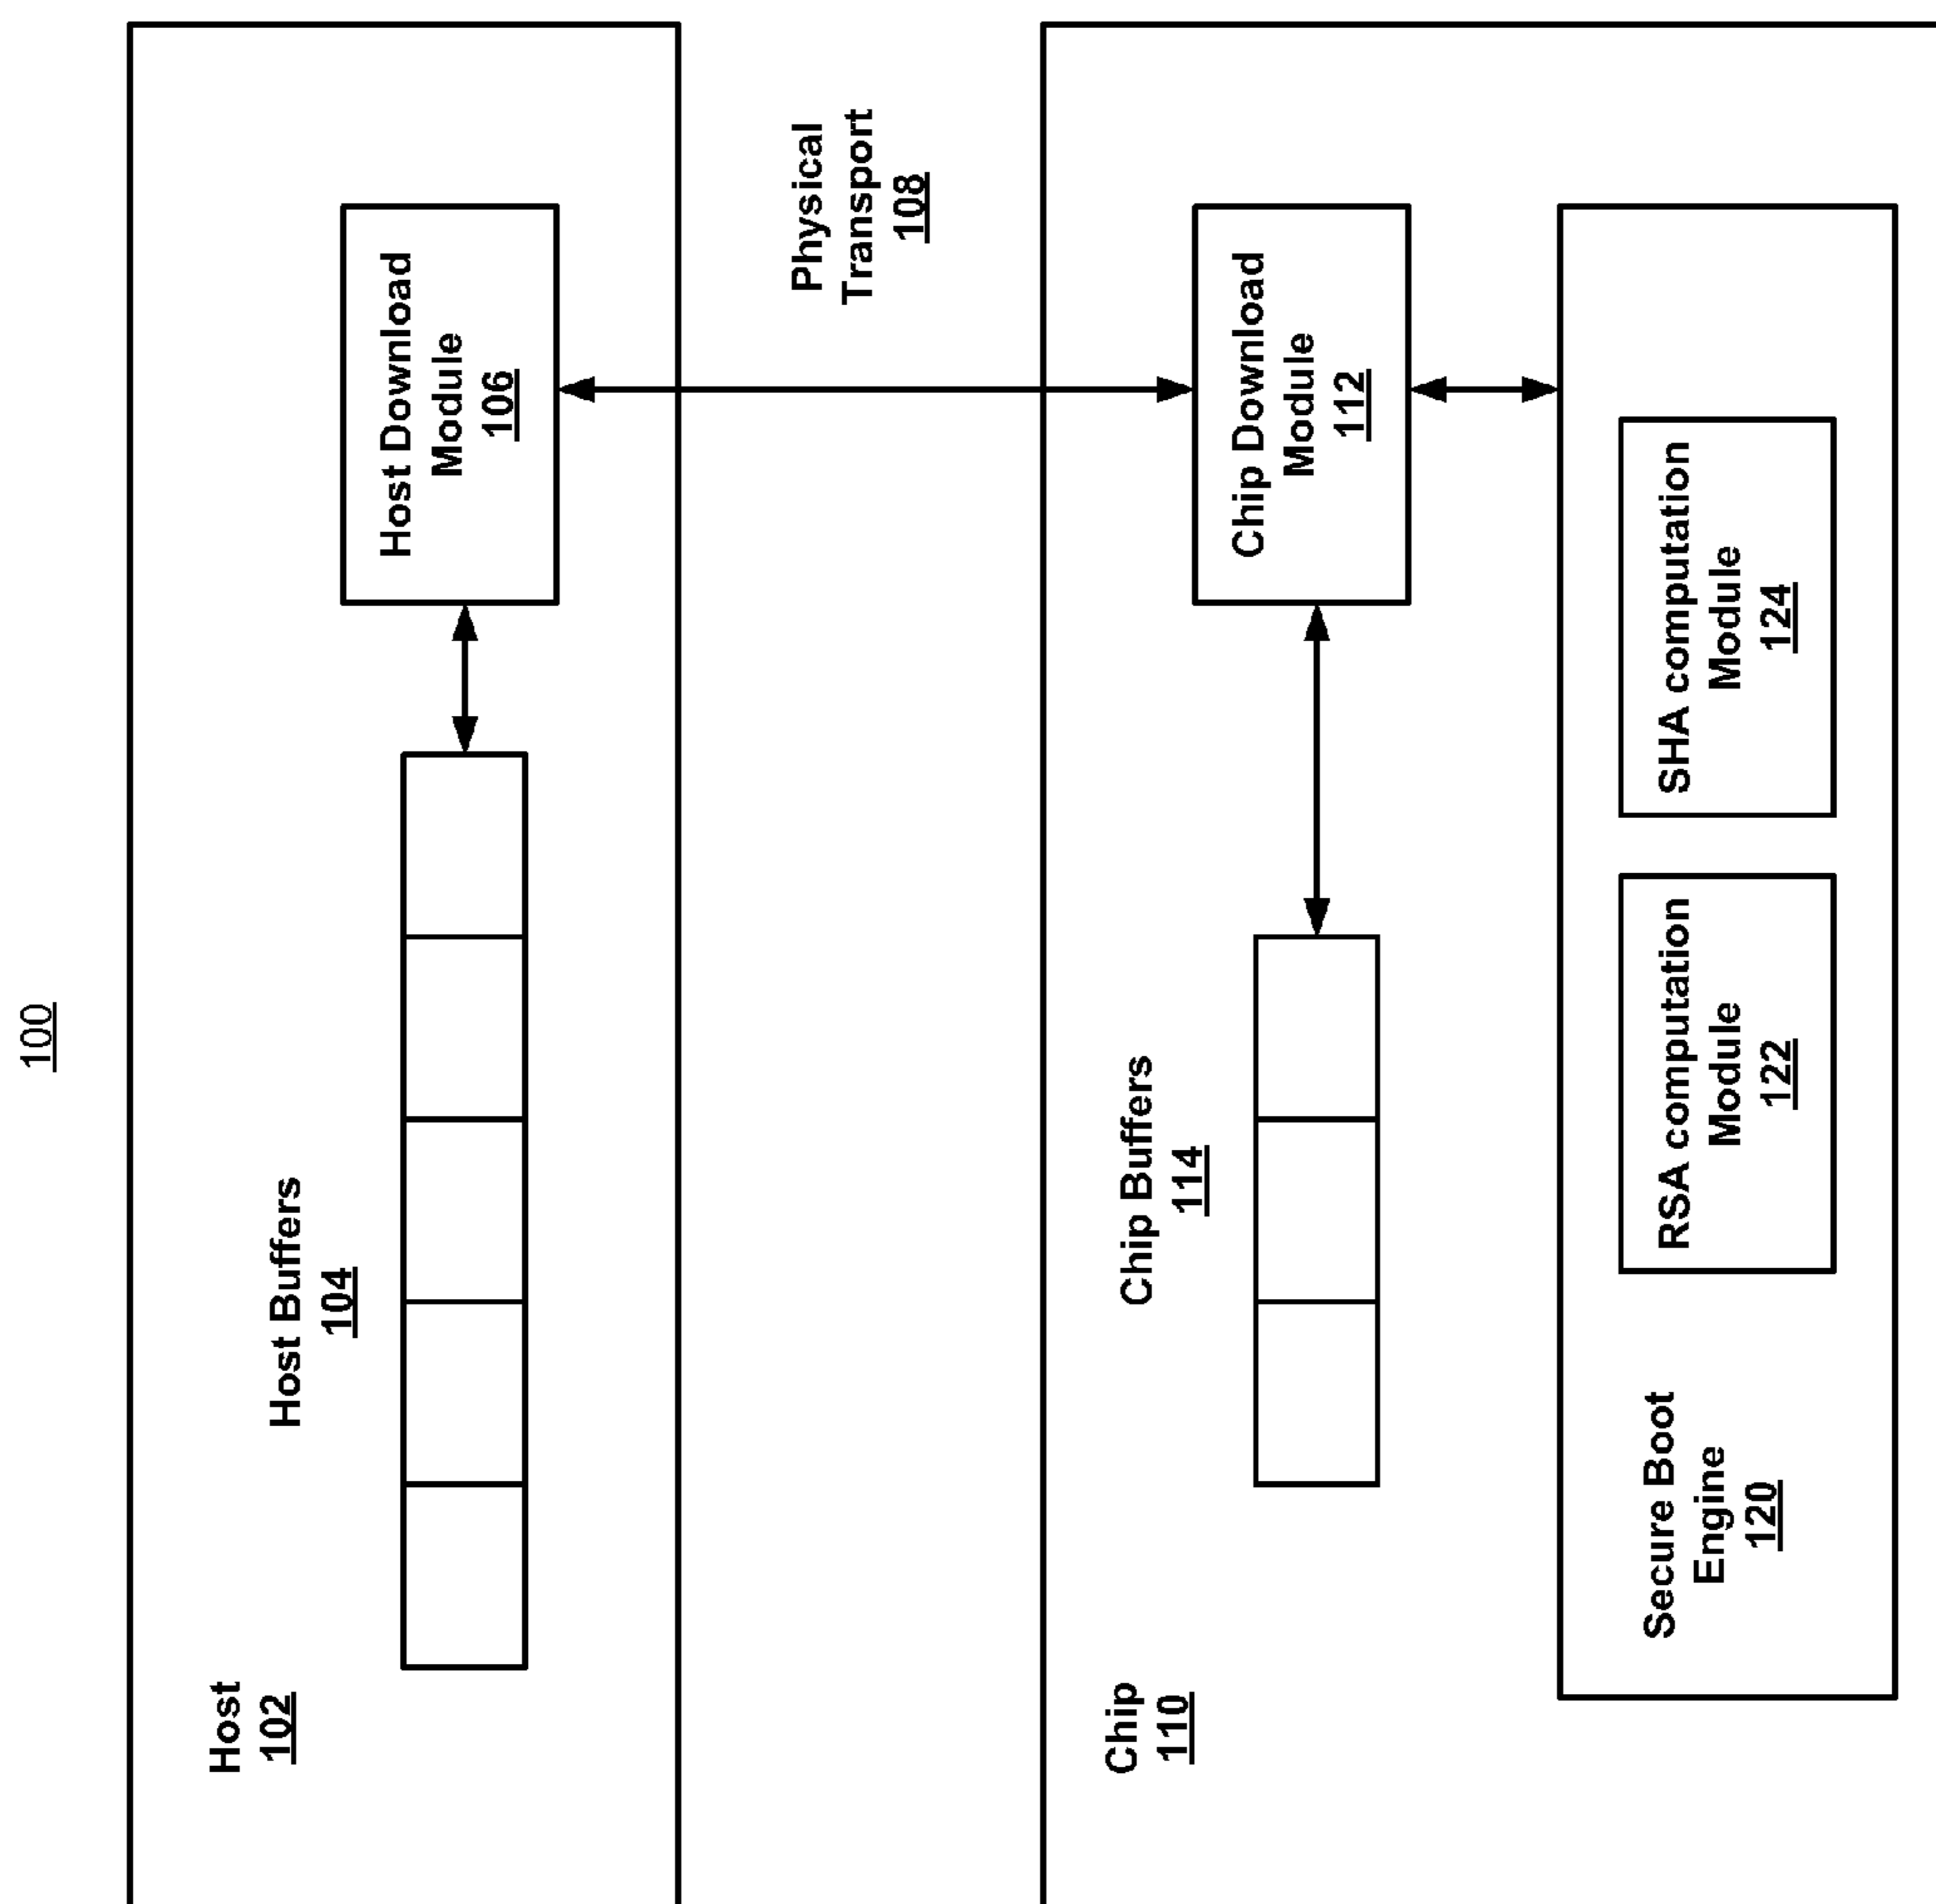 100
Host
102
Host Buffers
104
Host Download
Module
106
Physical
Transport
108
Chip
110
Chip Buffers
114
Chip Download
Module
112
Secure Boot
Engine
120
RSA computation
Module
122
SHA computation
Module
124